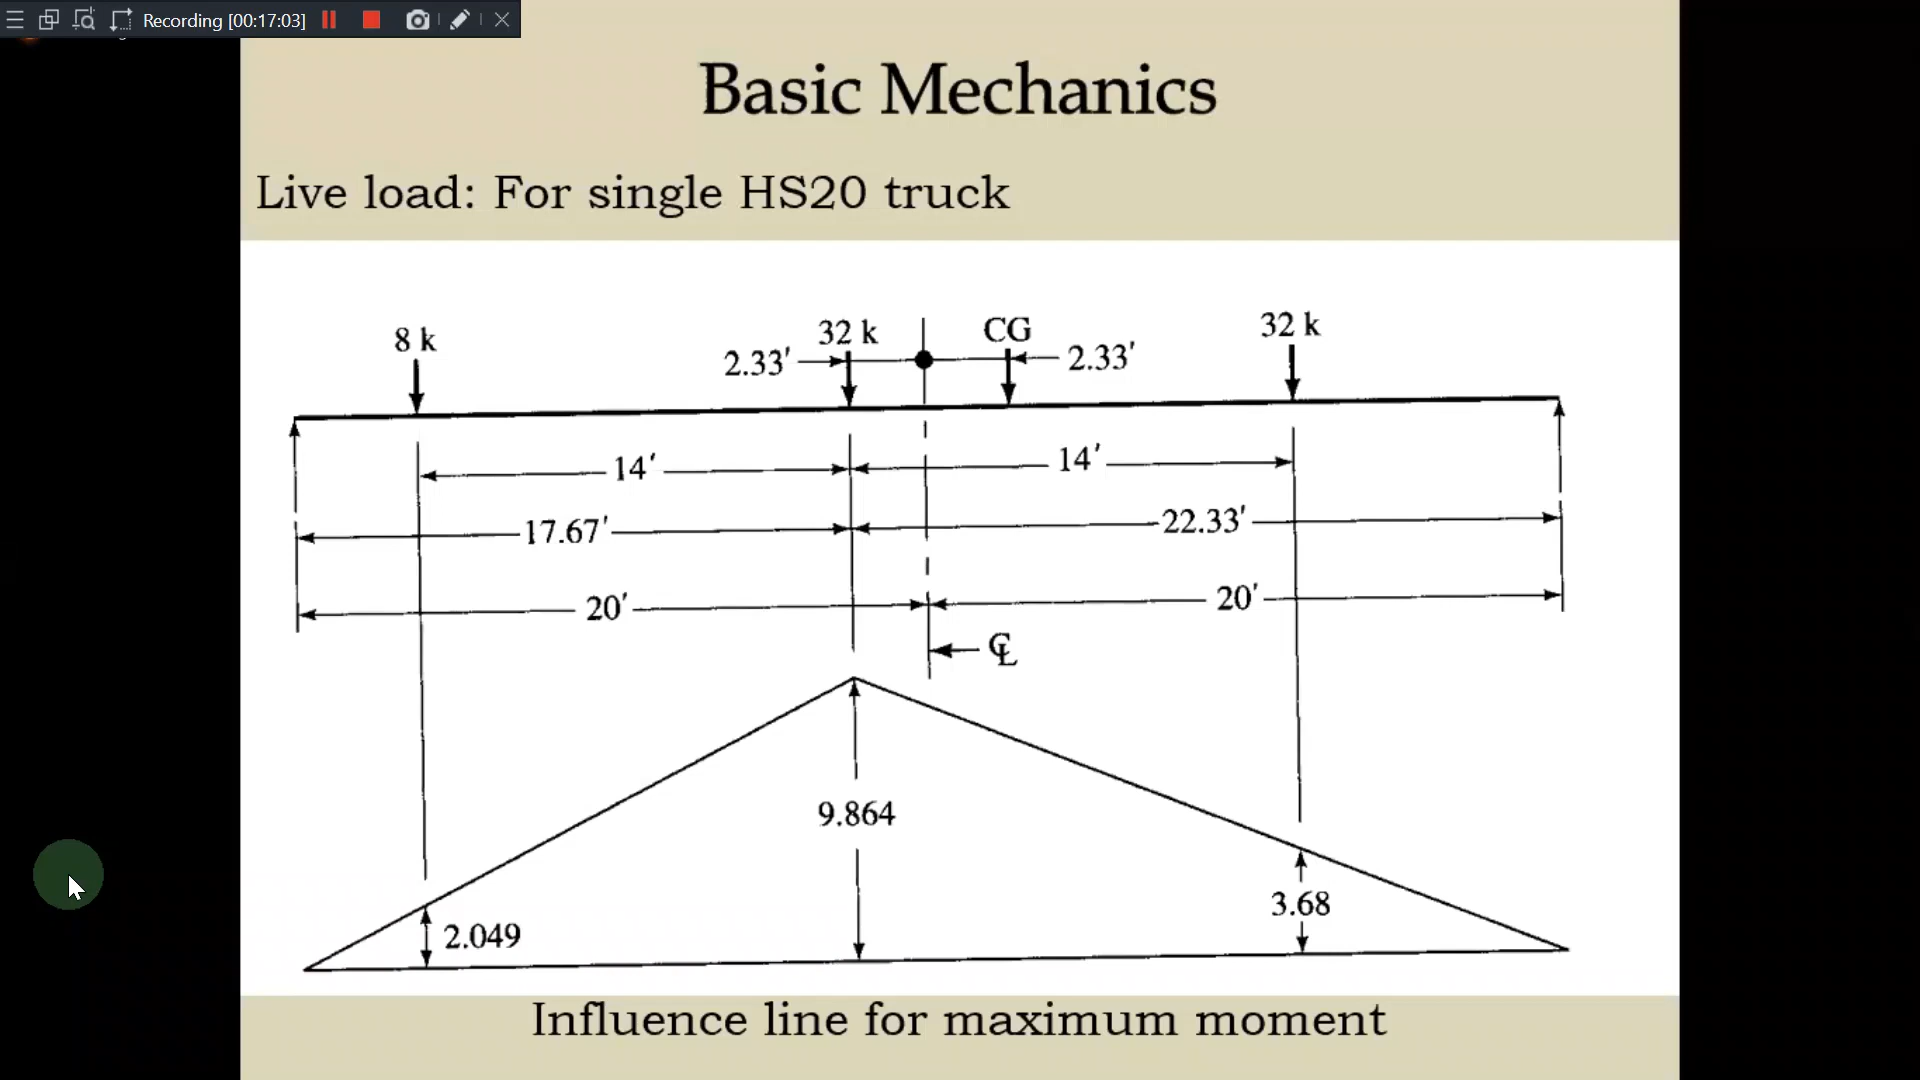 Recording [00:17:03]
Basic Mechanics
Live load: For single HS20 truck
8 k
32 k
CG
32 k
2.33′
2.33′
14′
14′
17.67′
22.33′
20′
20′
℄
9.864
3.68
2.049
Influence line for maximum moment